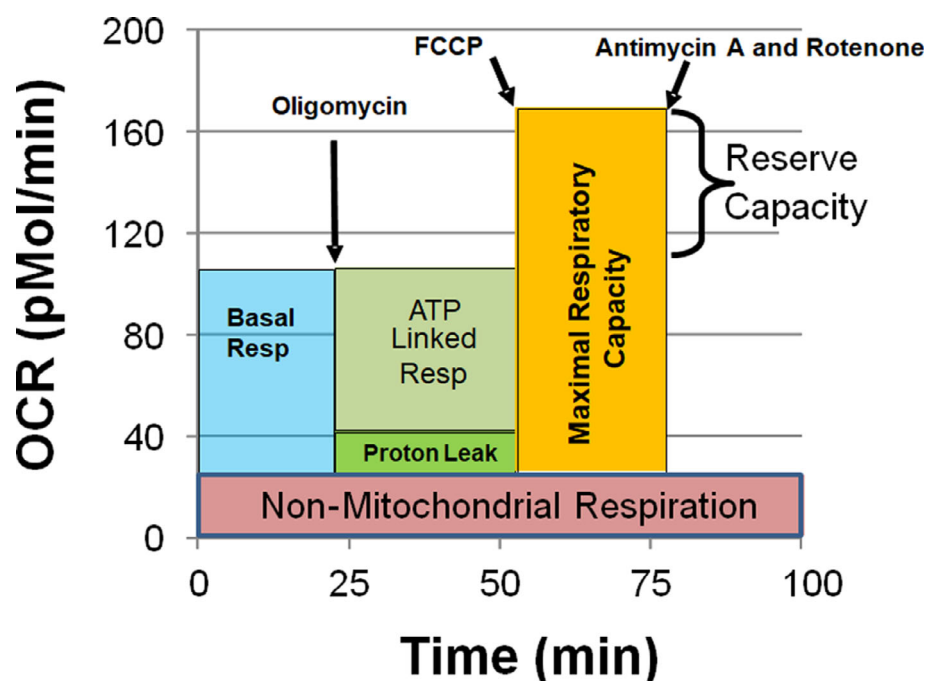 OCR (pMol/min)
200
160
120
80
40
0
FCCP
Antimycin A and Rotenone
Oligomycin
Reserve
Capacity
Maximal Respiratory
Capacity
Basal
Resp
ATP
Linked
Resp
Proton Leak
Non-Mitochondrial Respiration
0 25 50 75 100
Time (min)